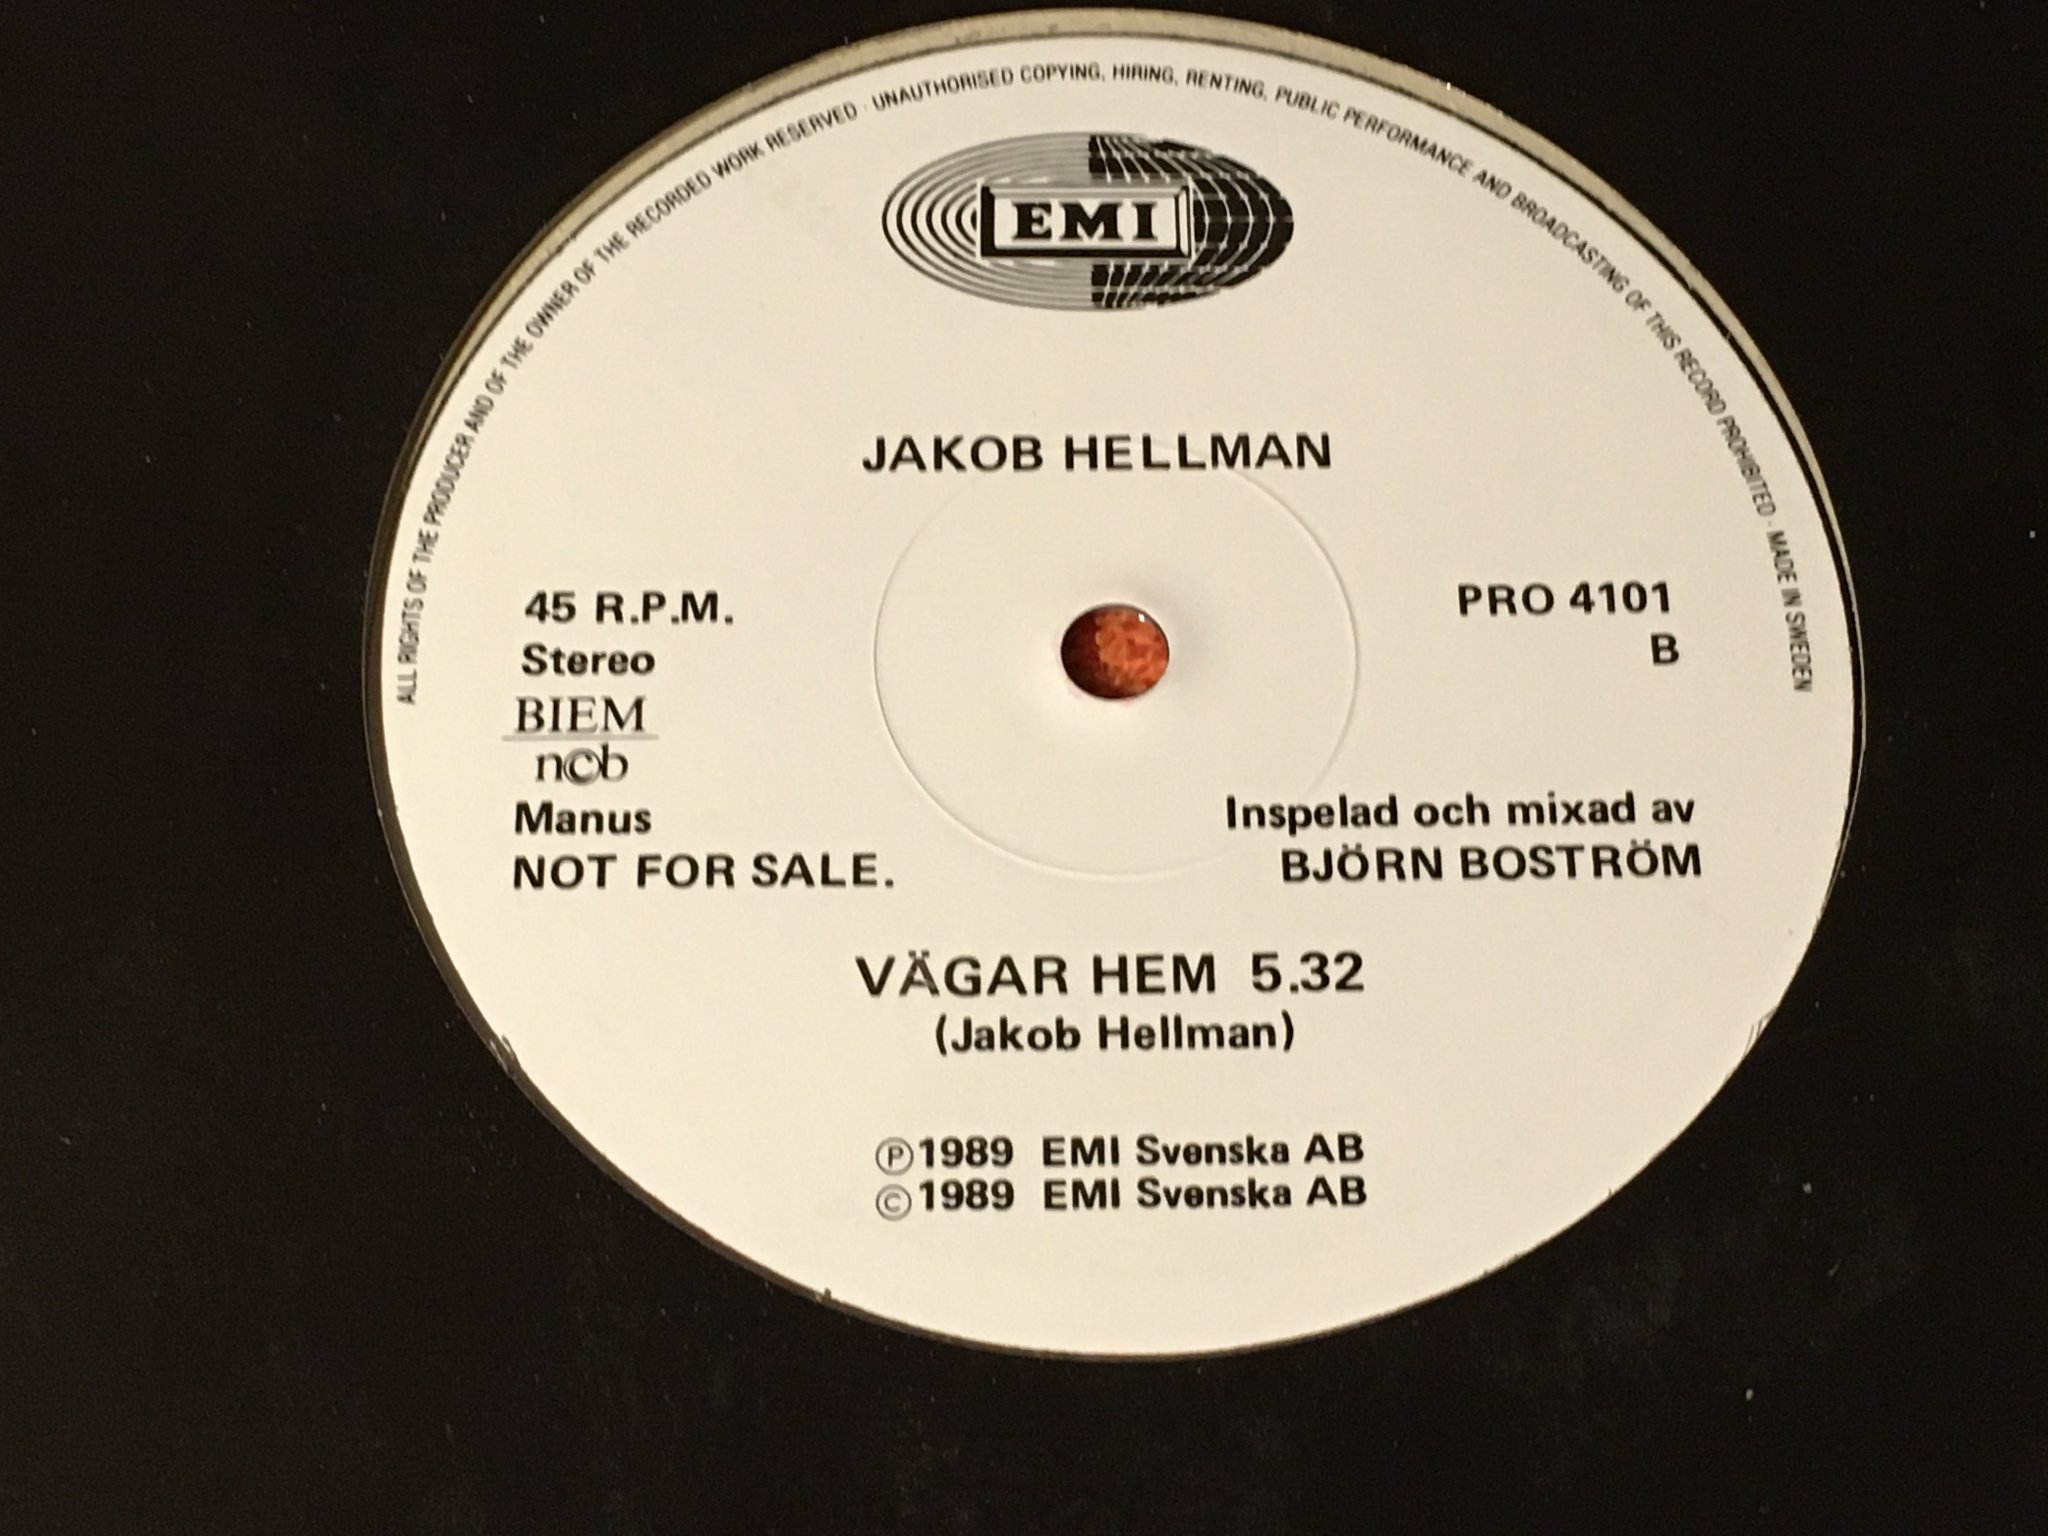 ALL RIGHTS OF THE PRODUCER AND OF THE OWNER OF THE RECORDED WORK RESERVED · UNAUTHORISED COPYING, HIRING, RENTING, PUBLIC PERFORMANCE AND BROADCASTING OF THIS RECORD PROHIBITED · MADE IN SWEDEN
EMI
JAKOB HELLMAN
45 R.P.M.
Stereo
BIEM
n©b
Manus
NOT FOR SALE.
PRO 4101
B
Inspelad och mixad av
BJÖRN BOSTRÖM
VÄGAR HEM 5.32
(Jakob Hellman)
℗1989 EMI Svenska AB
©1989 EMI Svenska AB